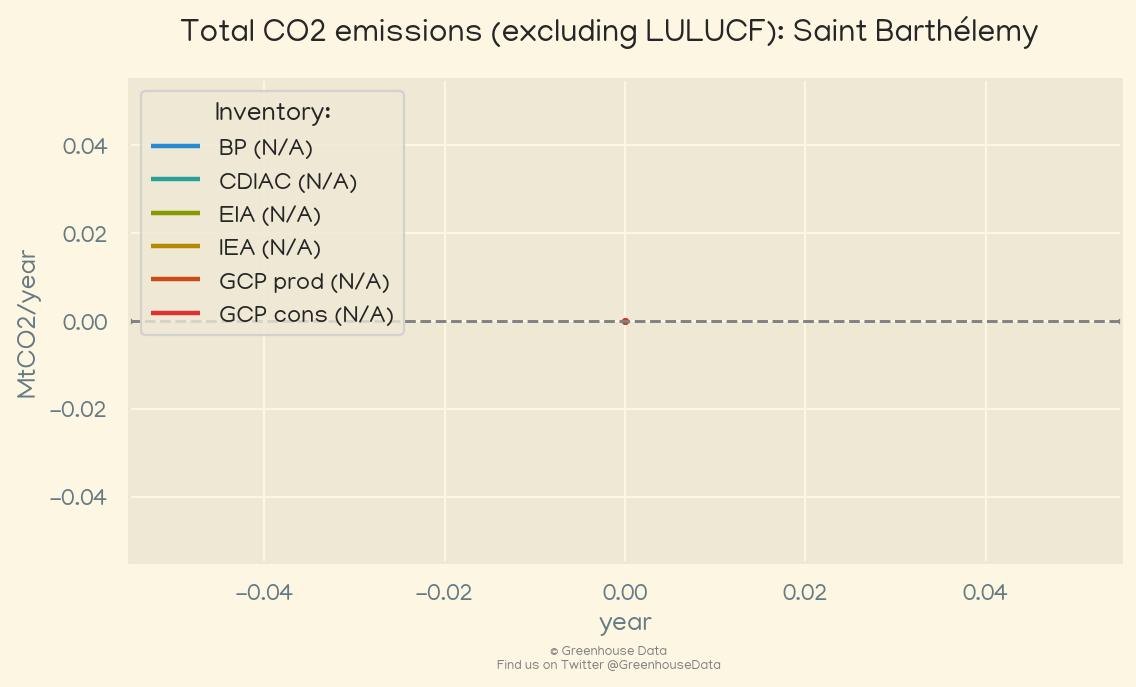 Total CO2 emissions (excluding LULUCF): Saint Barthélemy
Inventory:
BP (N/A)
CDIAC (N/A)
EIA (N/A)
IEA (N/A)
GCP prod (N/A)
GCP cons (N/A)
MtCO2/year
0.04
0.02
0.00
−0.02
−0.04
−0.04 −0.02 0.00 0.02 0.04
year
© Greenhouse Data
Find us on Twitter @GreenhouseData